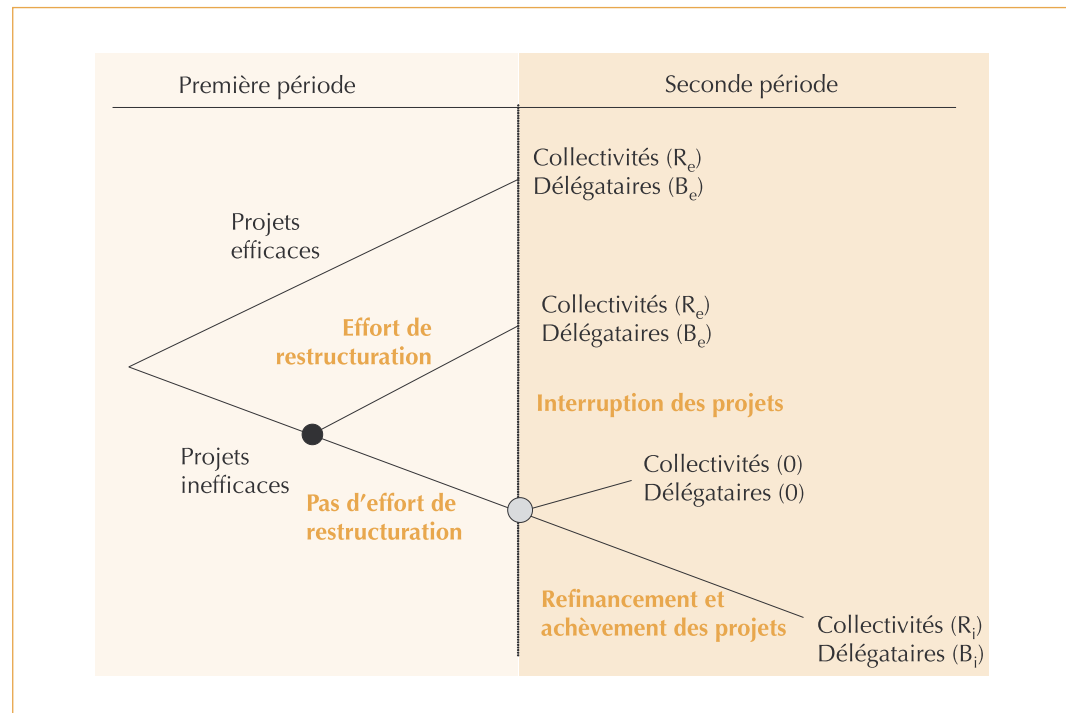 Première période
Seconde période
Collectivités (Re)
Délégataires (Be)
Projets
efficaces
Collectivités (Re)
Délégataires (Be)
Effort de
restructuration
Interruption des projets
Projets
inefficaces
Collectivités (0)
Délégataires (0)
Pas d’effort de
restructuration
Refinancement et
achèvement des projets
Collectivités (Ri)
Délégataires (Bi)